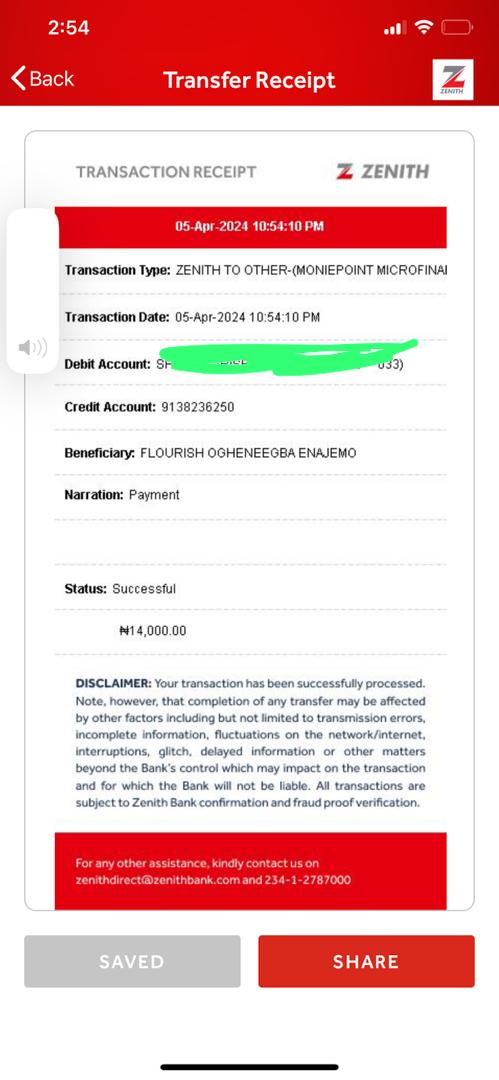 2:54
Back
Transfer Receipt
ZENITH
TRANSACTION RECEIPT
ZENITH
05-Apr-2024 10:54:10 PM
Transaction Type: ZENITH TO OTHER-(MONIEPOINT MICROFINA
Transaction Date: 05-Apr-2024 10:54:10 PM
Debit Account: SH 033)
Credit Account: 9138236250
Beneficiary: FLOURISH OGHENEEGBA ENAJEMO
Narration: Payment
Status: Successful
₦14,000.00
DISCLAIMER: Your transaction has been successfully processed.
Note, however, that completion of any transfer may be affected
by other factors including but not limited to transmission errors,
incomplete information, fluctuations on the network/internet,
interruptions, glitch, delayed information or other matters
beyond the Bank's control which may impact on the transaction
and for which the Bank will not be liable. All transactions are
subject to Zenith Bank confirmation and fraud proof verification.
For any other assistance, kindly contact us on
zenithdirect@zenithbank.com and 234-1-2787000
SAVED
SHARE